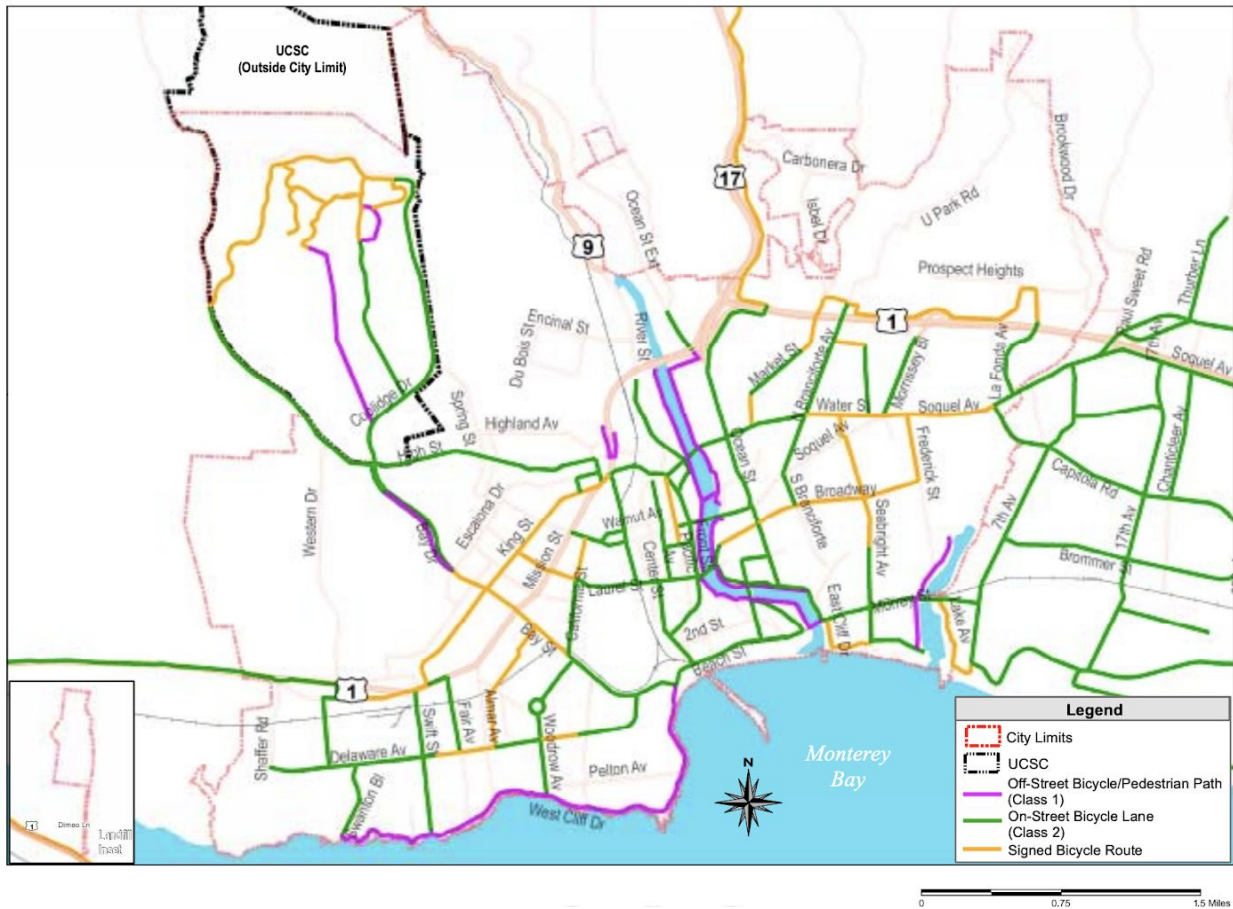 UCSC
(Outside City Limit)
Carbonera Dr
Brookwood Dr
17
Isbel Dr
U Park Rd
Ocean St Ext
9
Prospect Heights
Paul Sweet Rd
Thurber Ln
Encinal St
River St
Du Bois St
1
17th Av
Soquel Av
Market St
N Branciforte Av
Morrissey Bl
La Fonda Av
Coolidge Dr
Spring St
Highland Av
Water St
Soquel Av
High St
Ocean St
Soquel Av
Frederick St
Chanticleer Av
Capitola Rd
Western Dr
Escalona Dr
King St
Walnut Av
S Branciforte
Broadway
Bay Dr
Mission St
Pacific
Av
Front St
Seabright Av
7th Av
17th Av
Brommer St
California St
Laurel St
Center St
East Cliff Dr
Murray St
Lake Av
Bay St
2nd St
Beach St
1
Shaffer Rd
Swift St
Fair Av
Almar Av
Woodrow Av
Delaware Av
Pelton Av
Swanton Bl
West Cliff Dr
Monterey
Bay
N
1
Dimeo Ln
Landfill
Inset
Legend
City Limits
UCSC
Off-Street Bicycle/Pedestrian Path
(Class 1)
On-Street Bicycle Lane
(Class 2)
Signed Bicycle Route
0 0.75 1.5 Miles